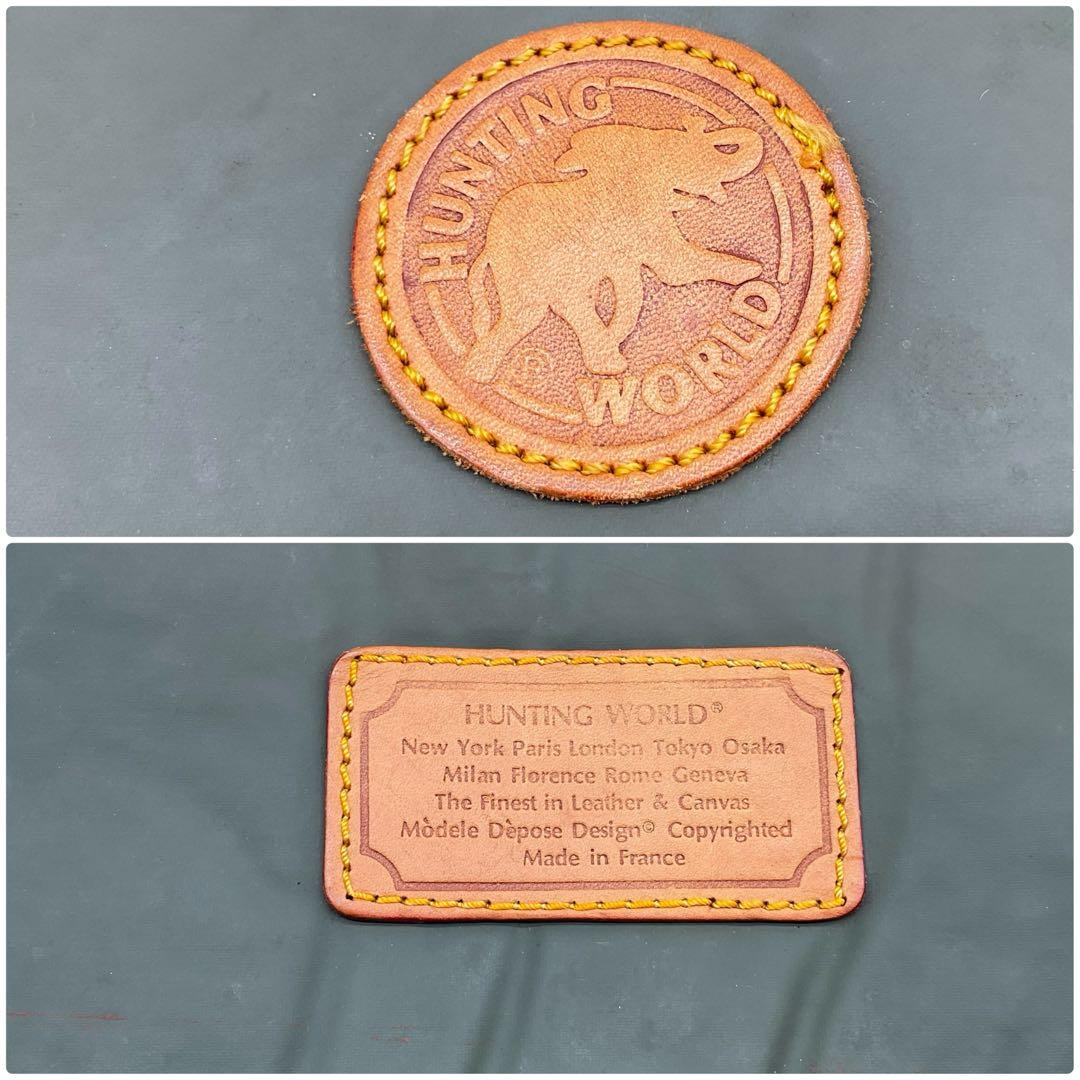 HUNTING
WORLD
®
HUNTING WORLD®
New York Paris London Tokyo Osaka
Milan Florence Rome Geneva
The Finest in Leather & Canvas
Mòdele Dèpose Design© Copyrighted
Made in France